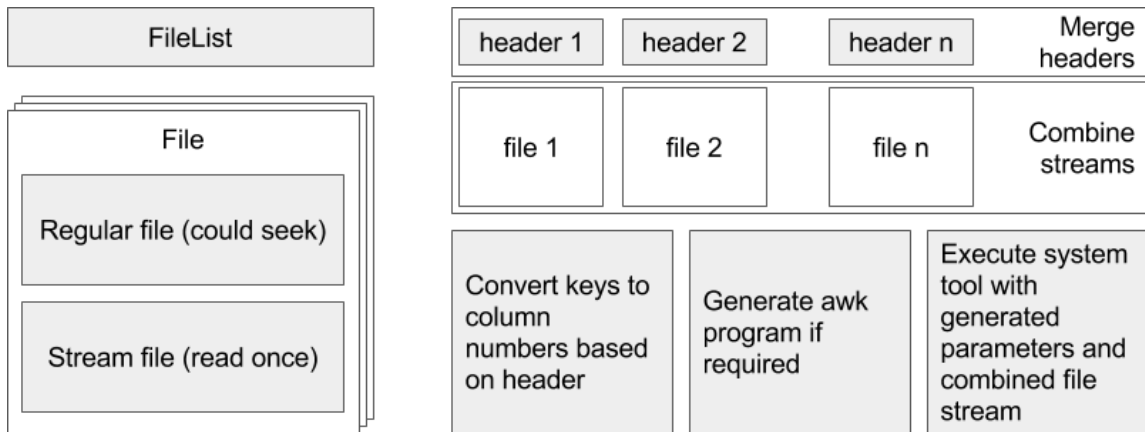 FileList
File
Regular file (could seek)
Stream file (read once)
header 1
header 2
header n
Merge
headers
file 1
file 2
file n
Combine
streams
Convert keys to
column
numbers based
on header
Generate awk
program if
required
Execute system
tool with
generated
parameters and
combined file
stream